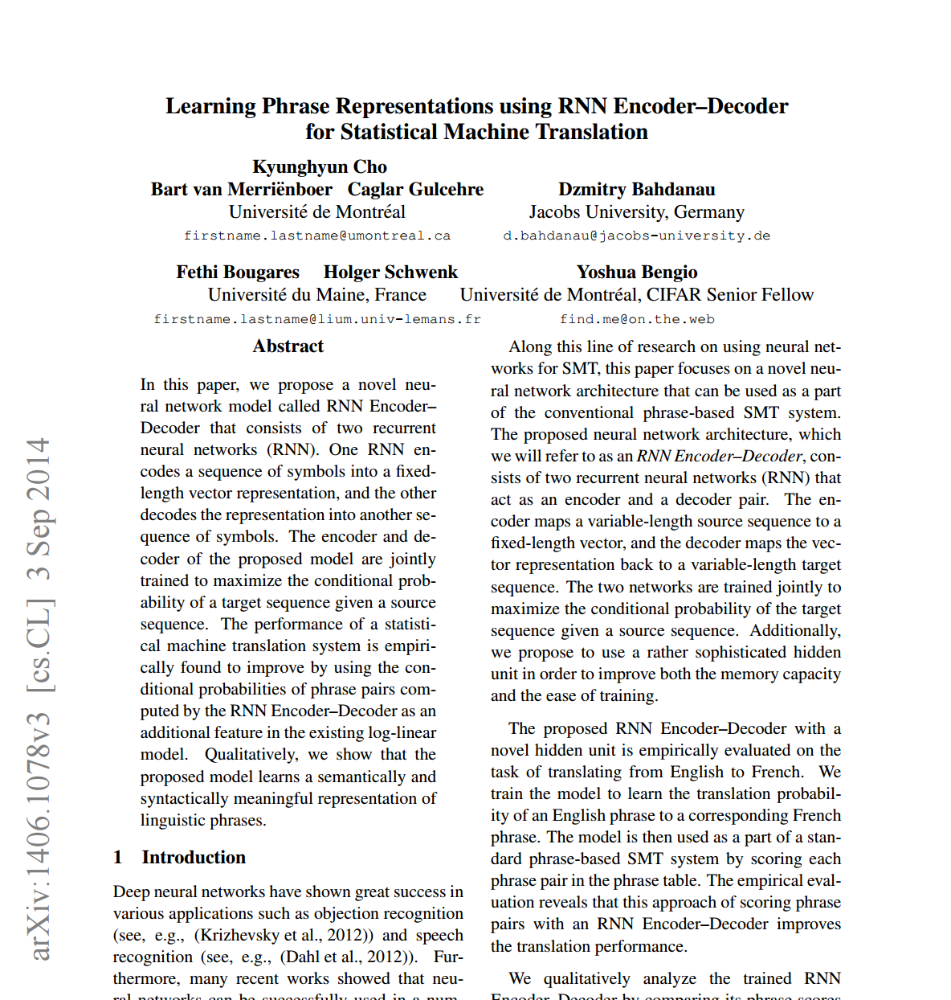 Learning Phrase Representations using RNN Encoder–Decoder
for Statistical Machine Translation
Kyunghyun Cho
Bart van Merriënboer Caglar Gulcehre
Université de Montréal
firstname.lastname@umontreal.ca
Dzmitry Bahdanau
Jacobs University, Germany
d.bahdanau@jacobs-university.de
Fethi Bougares Holger Schwenk
Université du Maine, France
firstname.lastname@lium.univ-lemans.fr
Yoshua Bengio
Université de Montréal, CIFAR Senior Fellow
find.me@on.the.web
Abstract
In this paper, we propose a novel neu-
ral network model called RNN Encoder–
Decoder that consists of two recurrent
neural networks (RNN). One RNN en-
codes a sequence of symbols into a fixed-
length vector representation, and the other
decodes the representation into another se-
quence of symbols. The encoder and de-
coder of the proposed model are jointly
trained to maximize the conditional prob-
ability of a target sequence given a source
sequence. The performance of a statisti-
cal machine translation system is empiri-
cally found to improve by using the con-
ditional probabilities of phrase pairs com-
puted by the RNN Encoder–Decoder as an
additional feature in the existing log-linear
model. Qualitatively, we show that the
proposed model learns a semantically and
syntactically meaningful representation of
linguistic phrases.
1 Introduction
Deep neural networks have shown great success in
various applications such as objection recognition
(see, e.g., (Krizhevsky et al., 2012)) and speech
recognition (see, e.g., (Dahl et al., 2012)). Fur-
thermore, many recent works showed that neu-
ral networks can be successfully used in a num-
Along this line of research on using neural net-
works for SMT, this paper focuses on a novel neu-
ral network architecture that can be used as a part
of the conventional phrase-based SMT system.
The proposed neural network architecture, which
we will refer to as an RNN Encoder–Decoder, con-
sists of two recurrent neural networks (RNN) that
act as an encoder and a decoder pair. The en-
coder maps a variable-length source sequence to a
fixed-length vector, and the decoder maps the vec-
tor representation back to a variable-length target
sequence. The two networks are trained jointly to
maximize the conditional probability of the target
sequence given a source sequence. Additionally,
we propose to use a rather sophisticated hidden
unit in order to improve both the memory capacity
and the ease of training.
The proposed RNN Encoder–Decoder with a
novel hidden unit is empirically evaluated on the
task of translating from English to French. We
train the model to learn the translation probabil-
ity of an English phrase to a corresponding French
phrase. The model is then used as a part of a stan-
dard phrase-based SMT system by scoring each
phrase pair in the phrase table. The empirical eval-
uation reveals that this approach of scoring phrase
pairs with an RNN Encoder–Decoder improves
the translation performance.
We qualitatively analyze the trained RNN
Encoder–Decoder by comparing its phrase scores
arXiv:1406.1078v3 [cs.CL] 3 Sep 2014